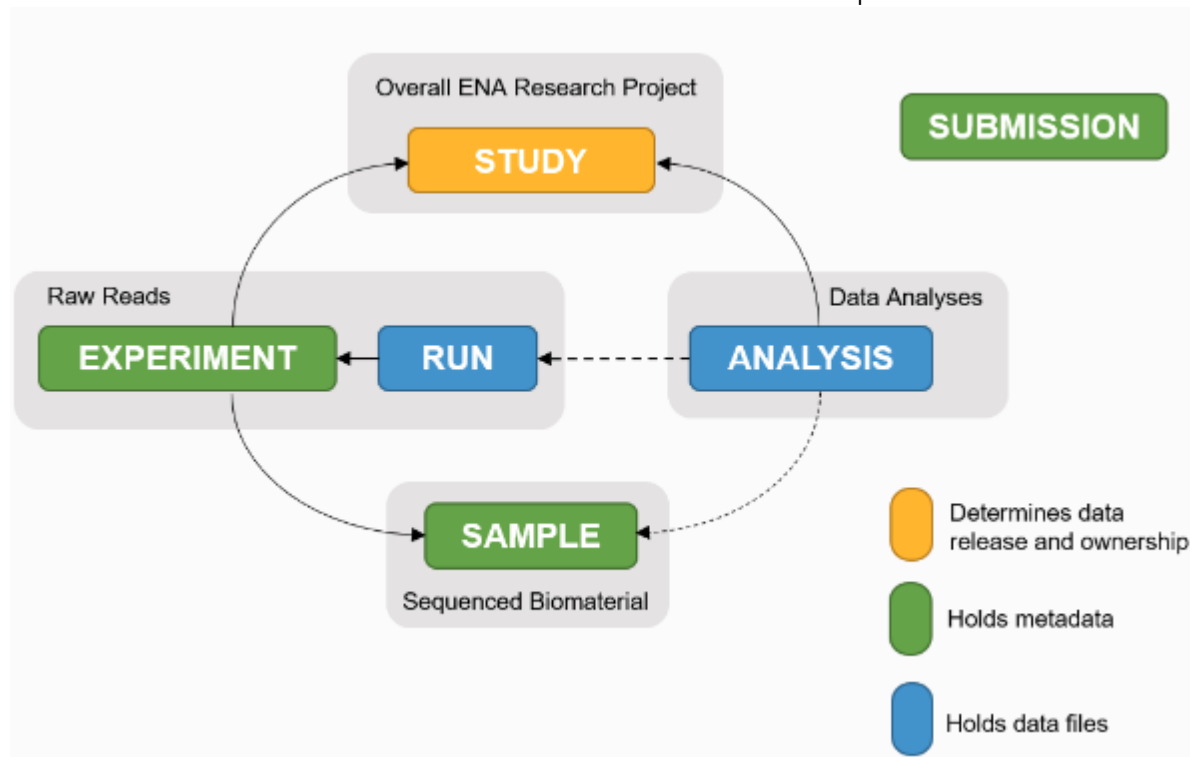 Overall ENA Research Project
STUDY
SUBMISSION
Raw Reads
EXPERIMENT
RUN
Data Analyses
ANALYSIS
SAMPLE
Sequenced Biomaterial
Determines data
release and ownership
Holds metadata
Holds data files